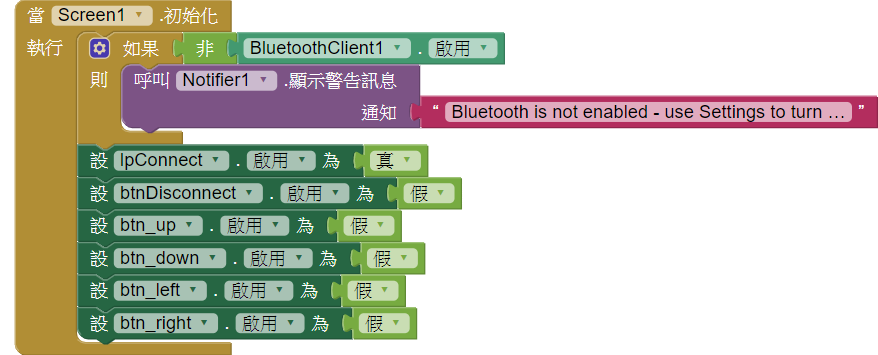 當 Screen1 .初始化
執行 如果 非 BluetoothClient1 . 啟用
則 呼叫 Notifier1 .顯示警告訊息
通知 “ Bluetooth is not enabled - use Settings to turn … ”
設 lpConnect . 啟用 為 真
設 btnDisconnect . 啟用 為 假
設 btn_up . 啟用 為 假
設 btn_down . 啟用 為 假
設 btn_left . 啟用 為 假
設 btn_right . 啟用 為 假